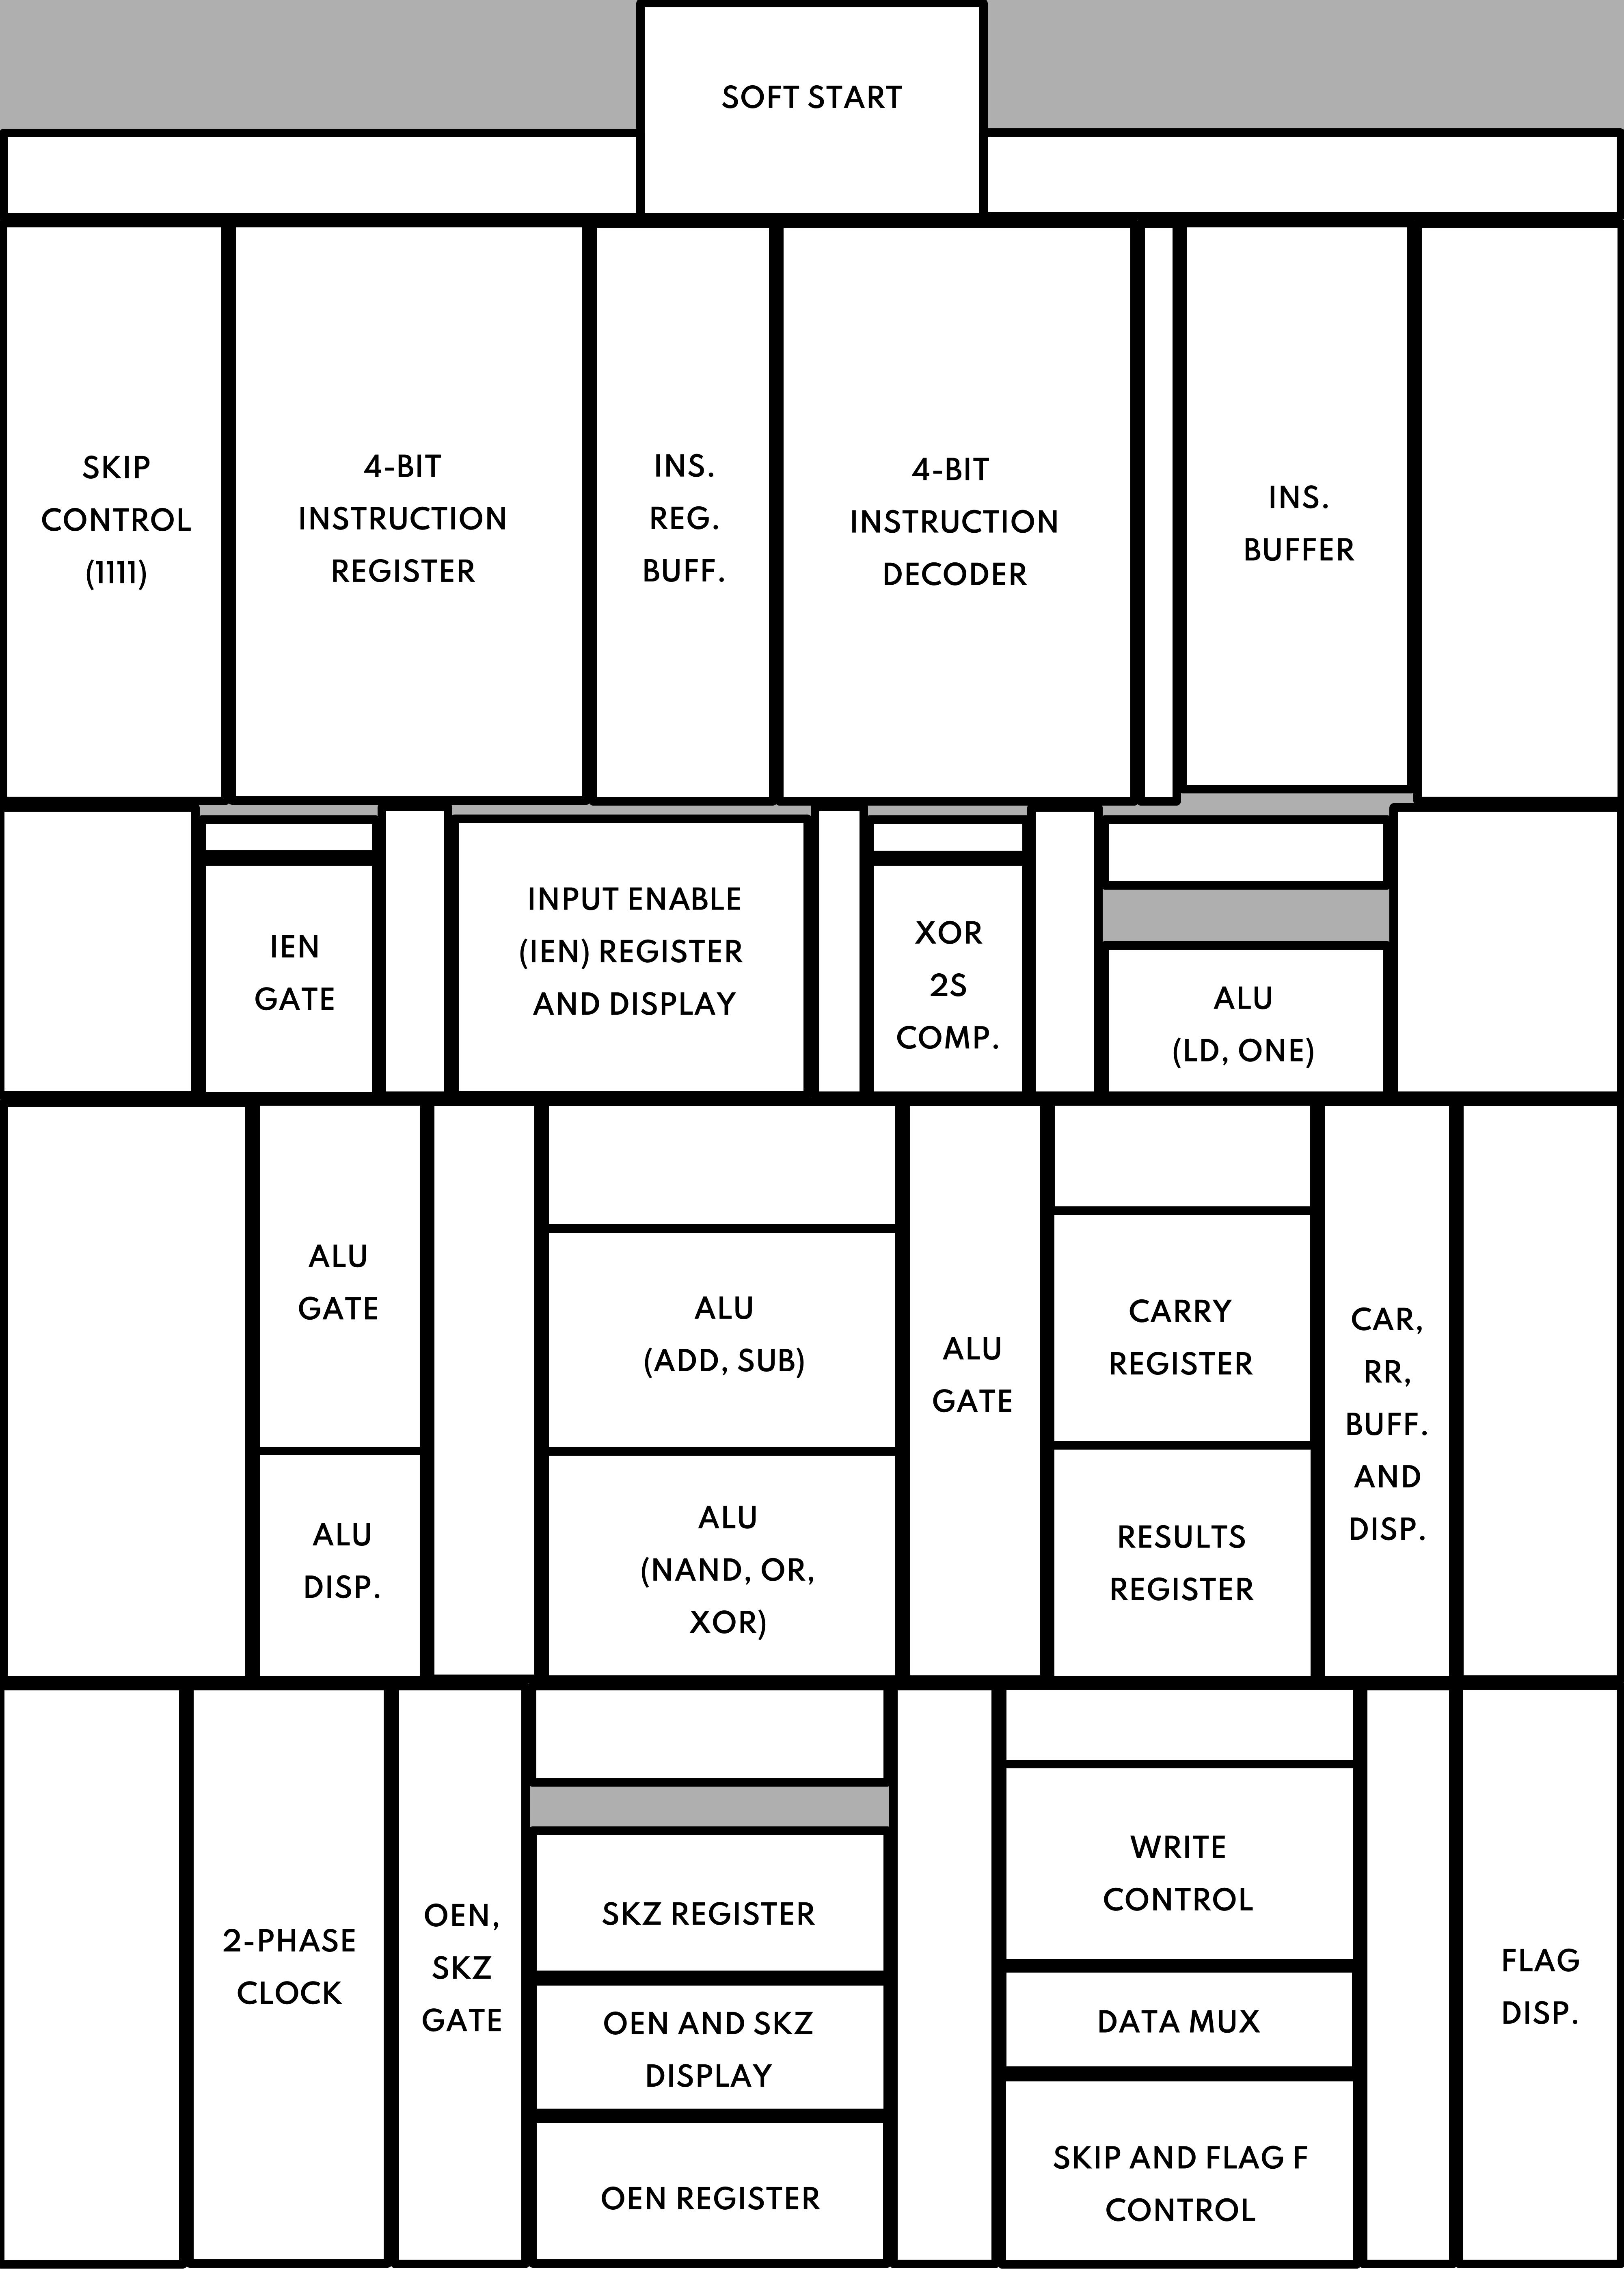 SOFT START
SKIP
CONTROL
(1111)
4-BIT
INSTRUCTION
REGISTER
INS.
REG.
BUFF.
4-BIT
INSTRUCTION
DECODER
INS.
BUFFER
IEN
GATE
INPUT ENABLE
(IEN) REGISTER
AND DISPLAY
XOR
2S
COMP.
ALU
(LD, ONE)
ALU
GATE
ALU
DISP.
ALU
(ADD, SUB)
ALU
(NAND, OR,
XOR)
ALU
GATE
CARRY
REGISTER
RESULTS
REGISTER
CAR,
RR,
BUFF.
AND
DISP.
2-PHASE
CLOCK
OEN,
SKZ
GATE
SKZ REGISTER
OEN AND SKZ
DISPLAY
OEN REGISTER
WRITE
CONTROL
DATA MUX
SKIP AND FLAG F
CONTROL
FLAG
DISP.